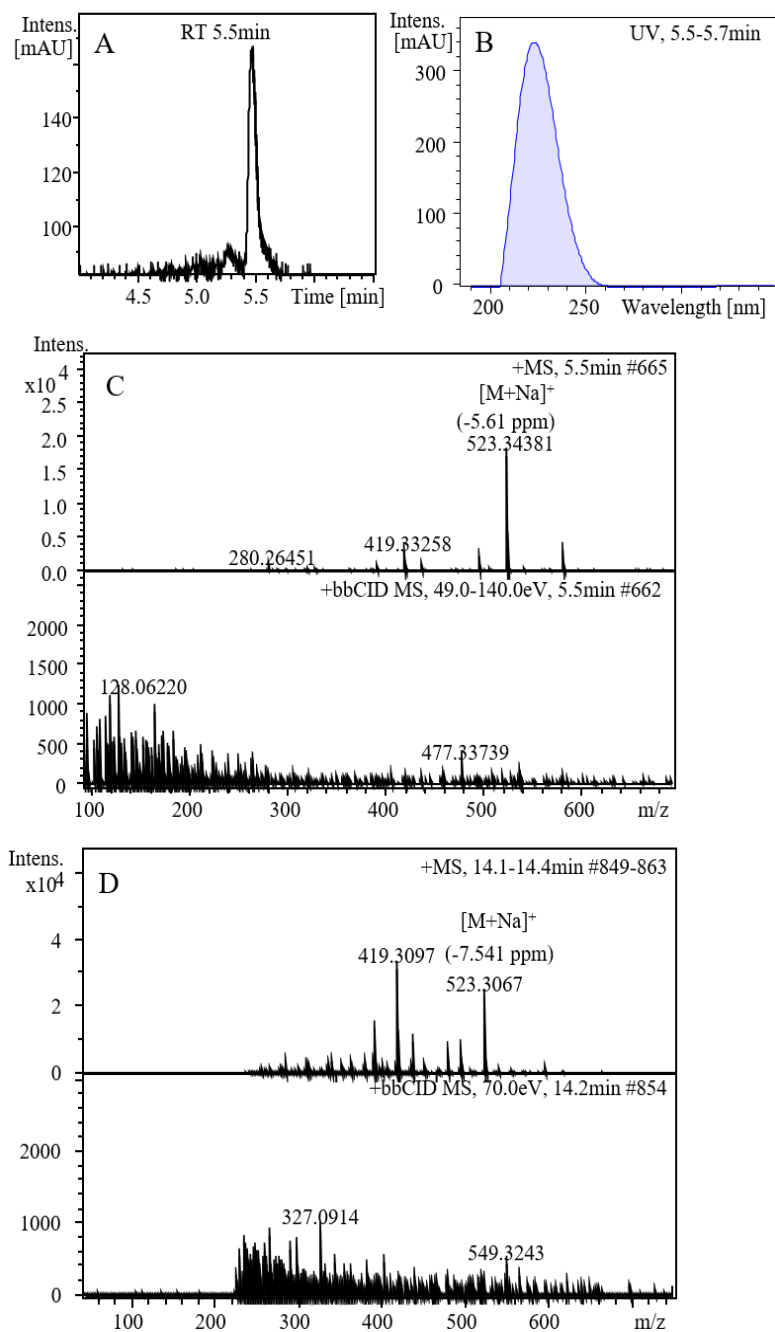 Intens.
[mAU]
A
RT 5.5min
140
120
100
4.5
5.0
5.5
Time [min]
Intens.
[mAU]
B
UV, 5.5-5.7min
300
200
100
0
200
250
Wavelength [nm]
Intens.
x10⁴
C
+MS, 5.5min #665
[M+Na]⁺
(-5.61 ppm)
523.34381
2.5
2.0
1.5
1.0
0.5
0.0
419.33258
280.26451
+bbCID MS, 49.0-140.0eV, 5.5min #662
2000
1500
1000
500
0
128.06220
477.33739
100
200
300
400
500
600
m/z
Intens.
x10⁴
D
+MS, 14.1-14.4min #849-863
[M+Na]⁺
(-7.541 ppm)
419.3097
523.3067
4
2
0
+bbCID MS, 70.0eV, 14.2min #854
2000
1000
0
327.0914
549.3243
100
200
300
400
500
600
m/z